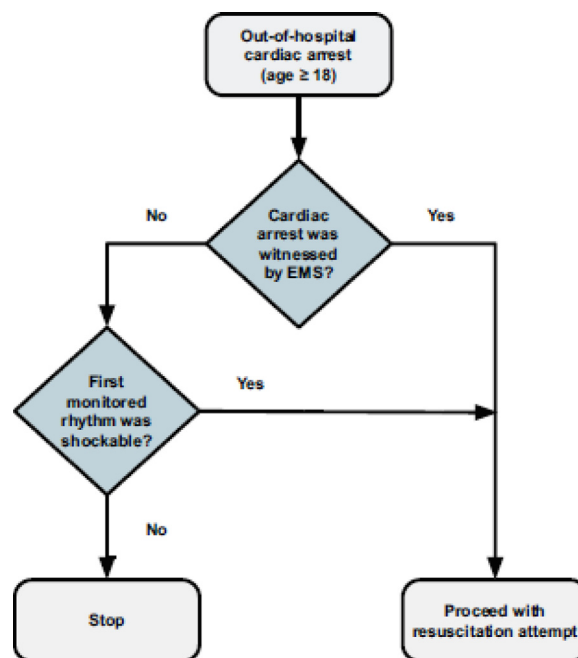 Out-of-hospital
cardiac arrest
(age ≥ 18)
No
Cardiac
arrest was
witnessed
by EMS?
Yes
First
monitored
rhythm was
shockable?
Yes
No
Stop
Proceed with
resuscitation attempt